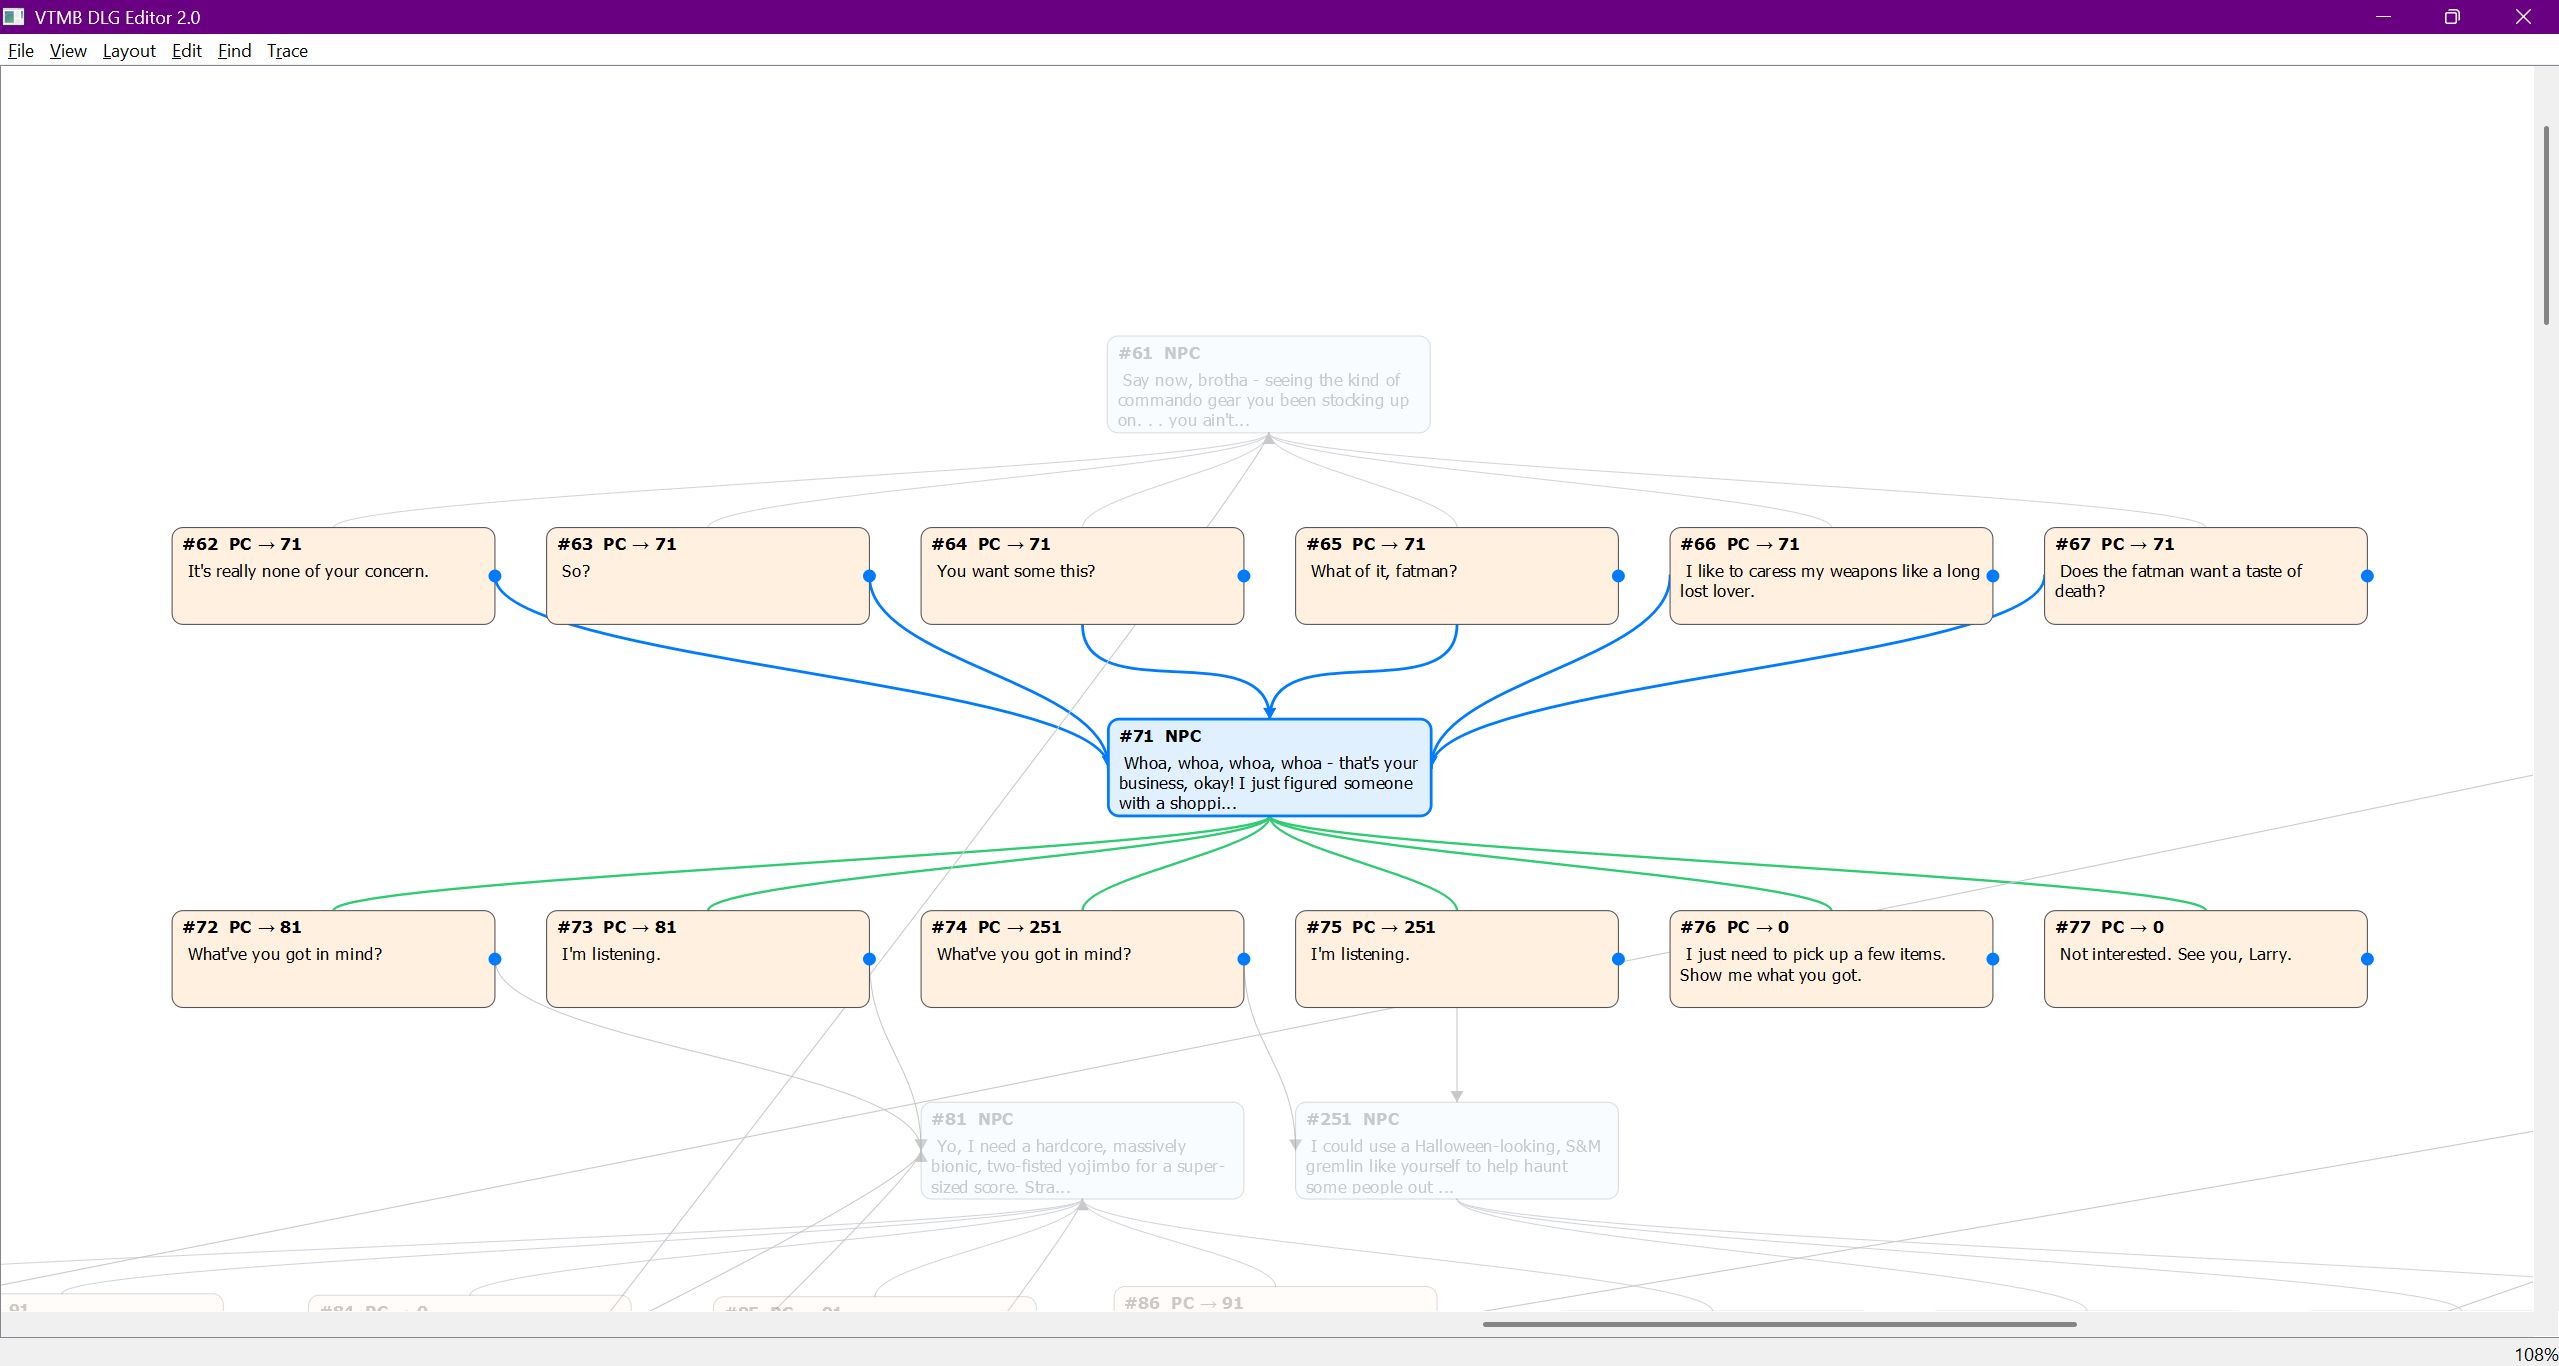 VTMB DLG Editor 2.0
File View Layout Edit Find Trace
#61 NPC
Say now, brotha - seeing the kind of
commando gear you been stocking up
on. . . you ain't...
#62 PC → 71
It's really none of your concern.
#63 PC → 71
So?
#64 PC → 71
You want some this?
#65 PC → 71
What of it, fatman?
#66 PC → 71
I like to caress my weapons like a long
lost lover.
#67 PC → 71
Does the fatman want a taste of
death?
#71 NPC
Whoa, whoa, whoa, whoa - that's your
business, okay! I just figured someone
with a shoppi...
#72 PC → 81
What've you got in mind?
#73 PC → 81
I'm listening.
#74 PC → 251
What've you got in mind?
#75 PC → 251
I'm listening.
#76 PC → 0
I just need to pick up a few items.
Show me what you got.
#77 PC → 0
Not interested. See you, Larry.
#81 NPC
Yo, I need a hardcore, massively
bionic, two-fisted yojimbo for a super-
sized score. Stra...
#251 NPC
I could use a Halloween-looking, S&M
gremlin like yourself to help haunt
some people out ...
91
#84 PC → 0
#85 PC → 91
#86 PC → 91
108%